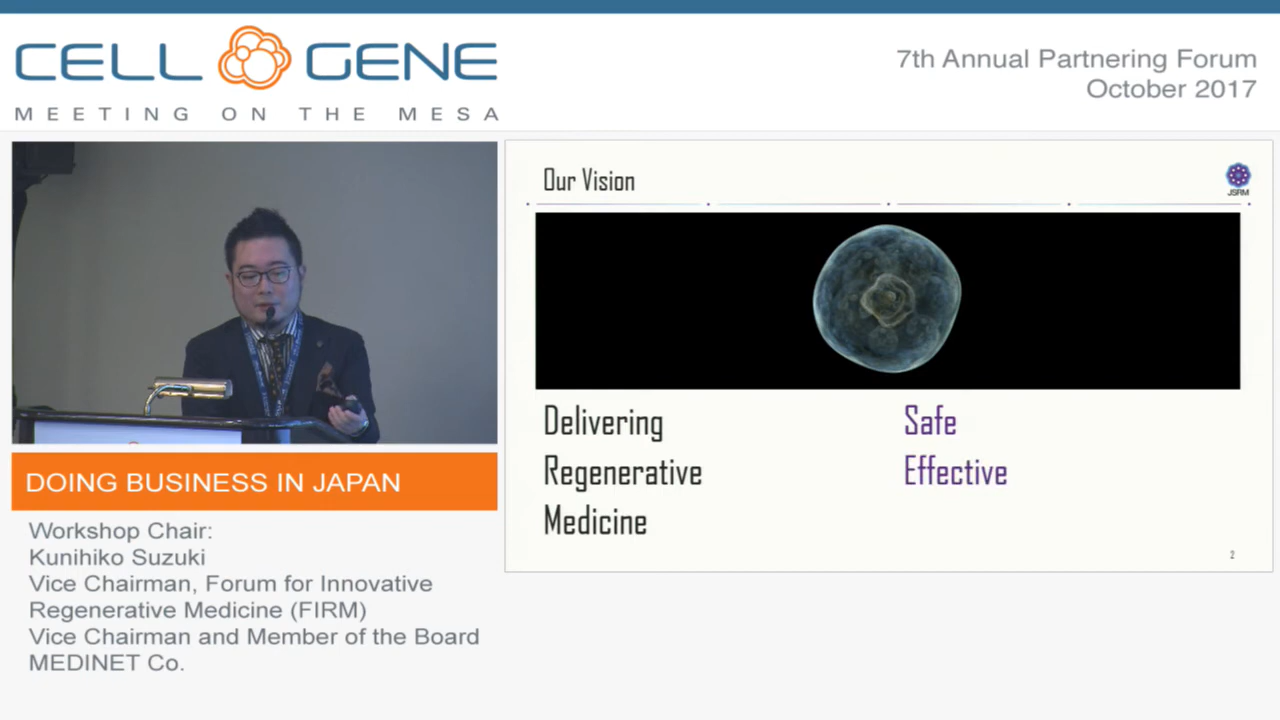 CELL GENE
MEETING ON THE MESA
7th Annual Partnering Forum
October 2017
Our Vision
JSRM
Delivering
Regenerative
Medicine
Safe
Effective
2
DOING BUSINESS IN JAPAN
Workshop Chair:
Kunihiko Suzuki
Vice Chairman, Forum for Innovative
Regenerative Medicine (FIRM)
Vice Chairman and Member of the Board
MEDINET Co.